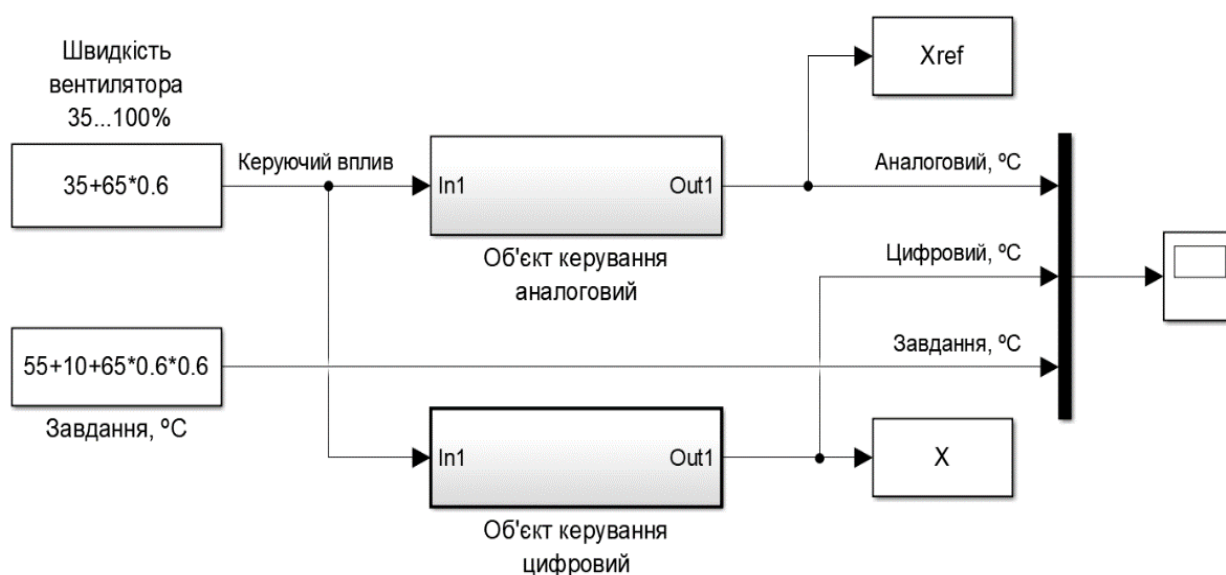 Швидкість
вентилятора
35...100%
35+65*0.6
Керуючий вплив
In1
Out1
Об'єкт керування
аналоговий
Xref
Аналоговий, ºC
Цифровий, ºC
Завдання, ºC
55+10+65*0.6*0.6
Завдання, ºC
In1
Out1
Об'єкт керування
цифровий
X